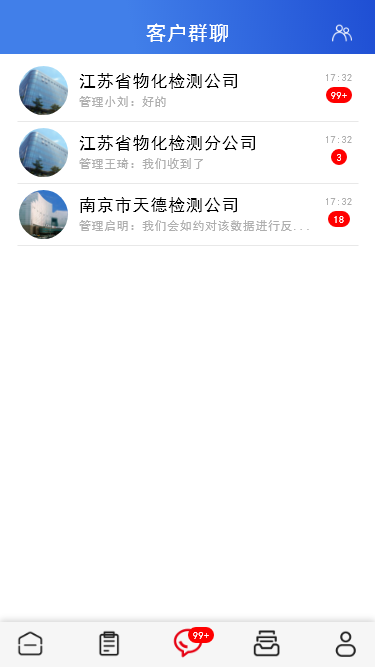 客户群聊
江苏省物化检测公司
17:32
管理小刘：好的
99+
江苏省物化检测分公司
17:32
管理王琦：我们收到了
3
南京市天德检测公司
17:32
管理启明：我们会如约对该数据进行反...
18
99+